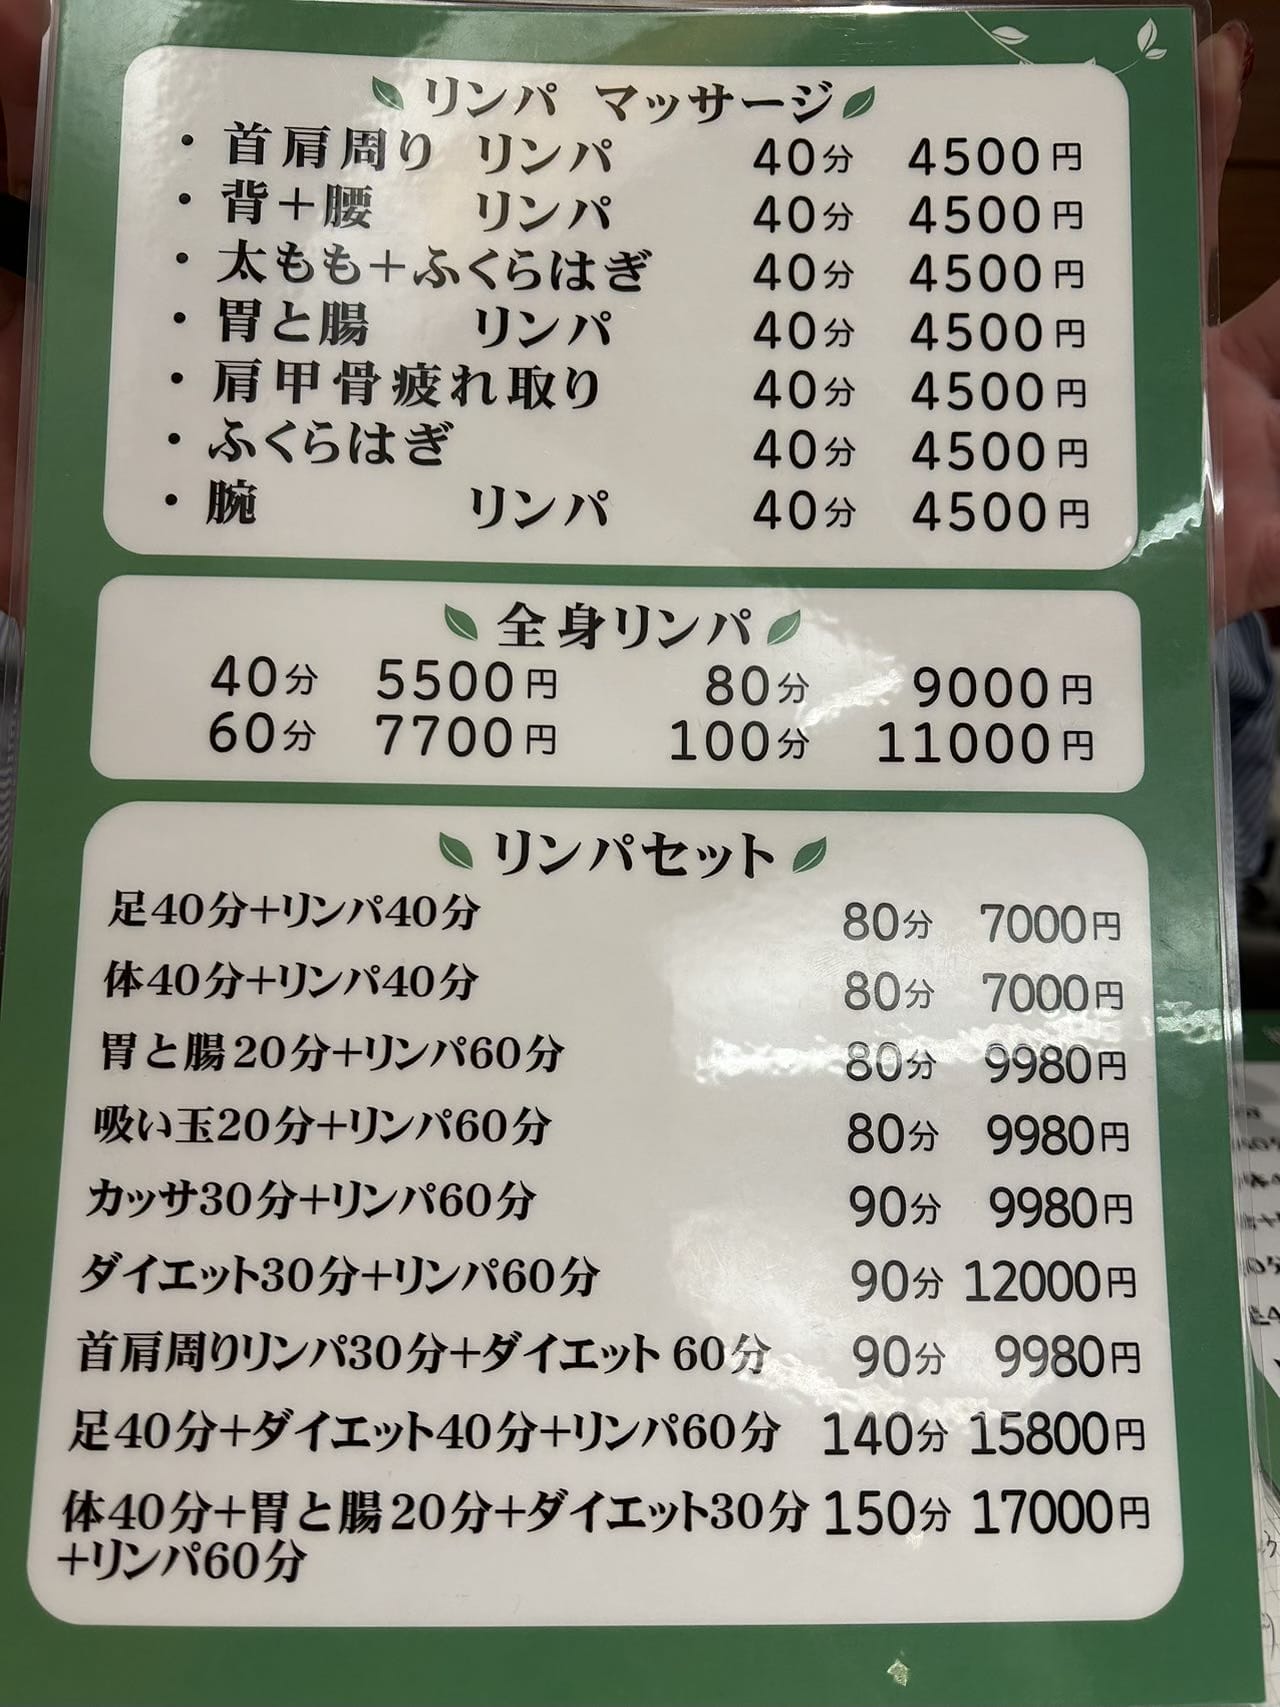 リンパ マッサージ
・首肩周り リンパ 40分 4500円
・背＋腰 リンパ 40分 4500円
・太もも＋ふくらはぎ 40分 4500円
・胃と腸 リンパ 40分 4500円
・肩甲骨疲れ取り 40分 4500円
・ふくらはぎ 40分 4500円
・腕 リンパ 40分 4500円
全身リンパ
40分 5500円 80分 9000円
60分 7700円 100分 11000円
リンパセット
足40分＋リンパ40分 80分 7000円
体40分＋リンパ40分 80分 7000円
胃と腸20分＋リンパ60分 80分 9980円
吸い玉20分＋リンパ60分 80分 9980円
カッサ30分＋リンパ60分 90分 9980円
ダイエット30分＋リンパ60分 90分 12000円
首肩周りリンパ30分＋ダイエット60分 90分 9980円
足40分＋ダイエット40分＋リンパ60分 140分 15800円
体40分＋胃と腸20分＋ダイエット30分 150分 17000円
＋リンパ60分